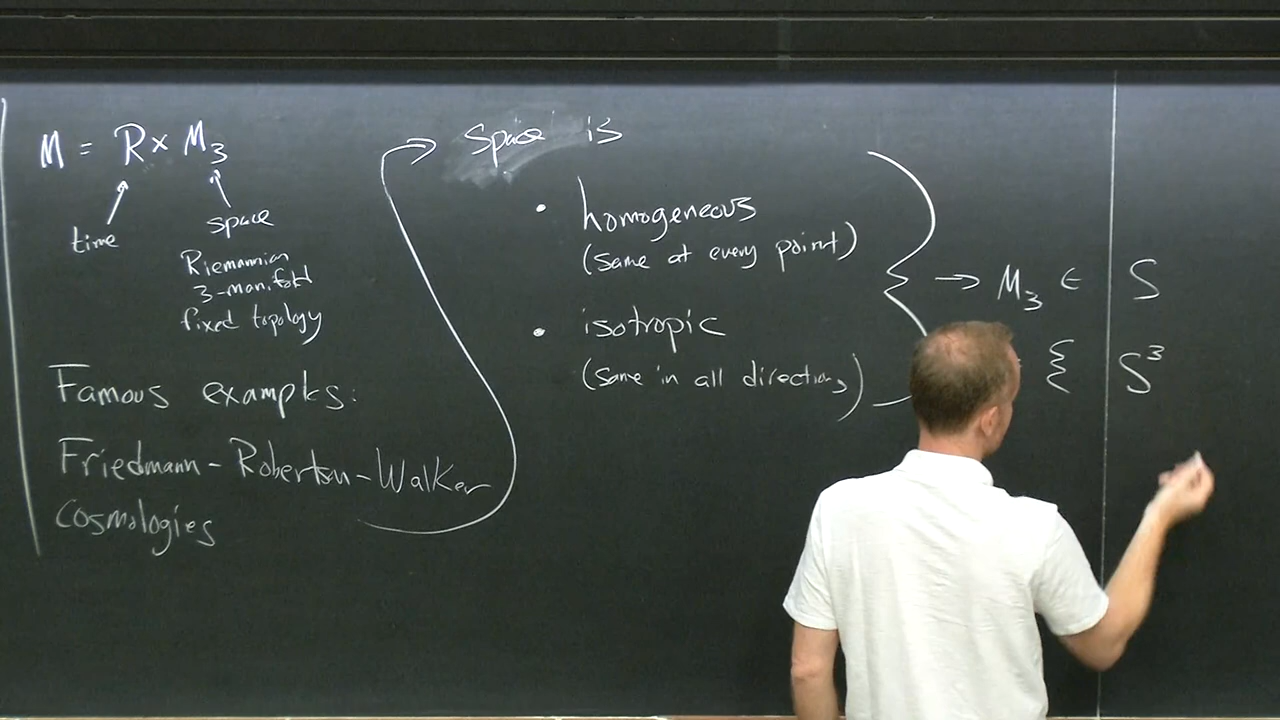 M = R × M₃
time
space
Riemannian
3-manifold
fixed topology
Famous examples:
Friedmann-Robertson-Walker
Cosmologies
Space is
• homogeneous
(same at every point)
• isotropic
(same in all directions)
→ M₃ ∈ S
{ S³